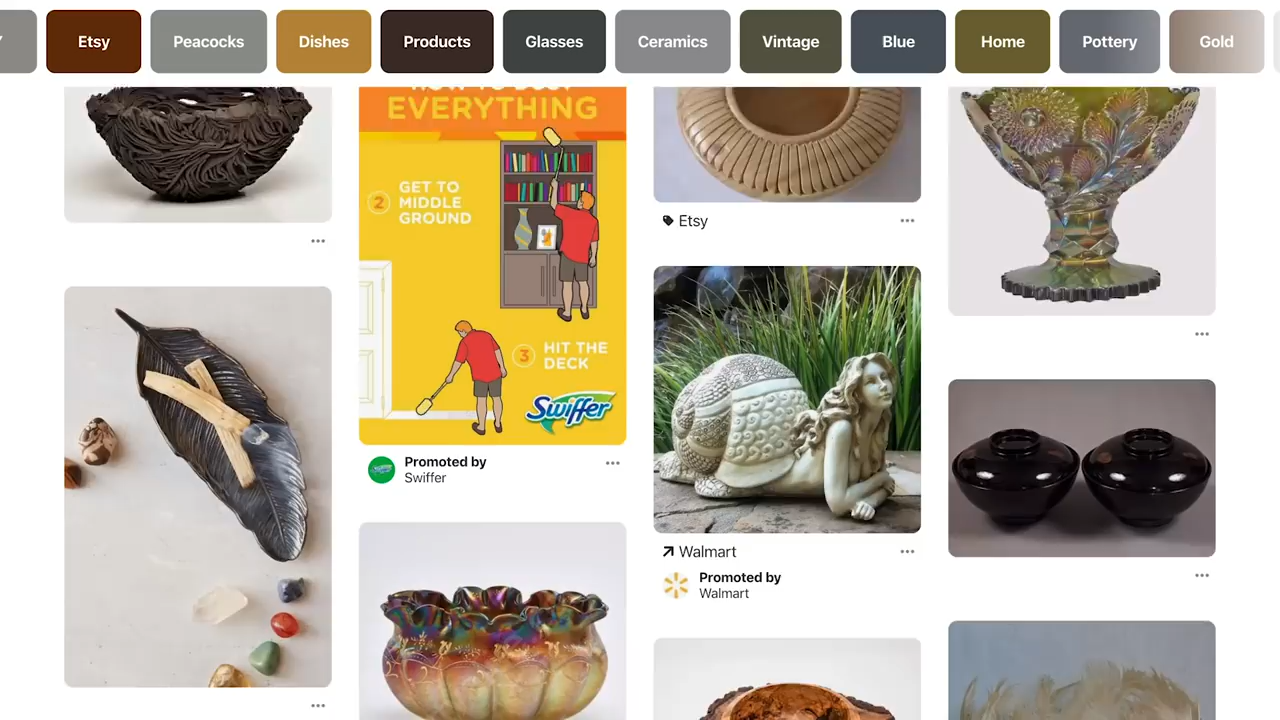 Etsy
Peacocks
Dishes
Products
Glasses
Ceramics
Vintage
Blue
Home
Pottery
Gold
EVERYTHING
2 GET TO
MIDDLE
GROUND
3 HIT THE
DECK
Swiffer
Promoted by
Swiffer
Etsy
Walmart
Promoted by
Walmart